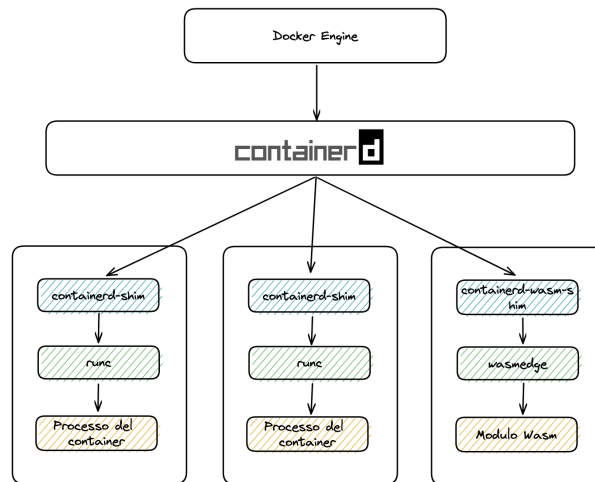 Docker Engine
containerd
containerd-shim
containerd-shim
containerd-wasm-s
him
runc
runc
wasmedge
Processo del
container
Processo del
container
Modulo Wasm